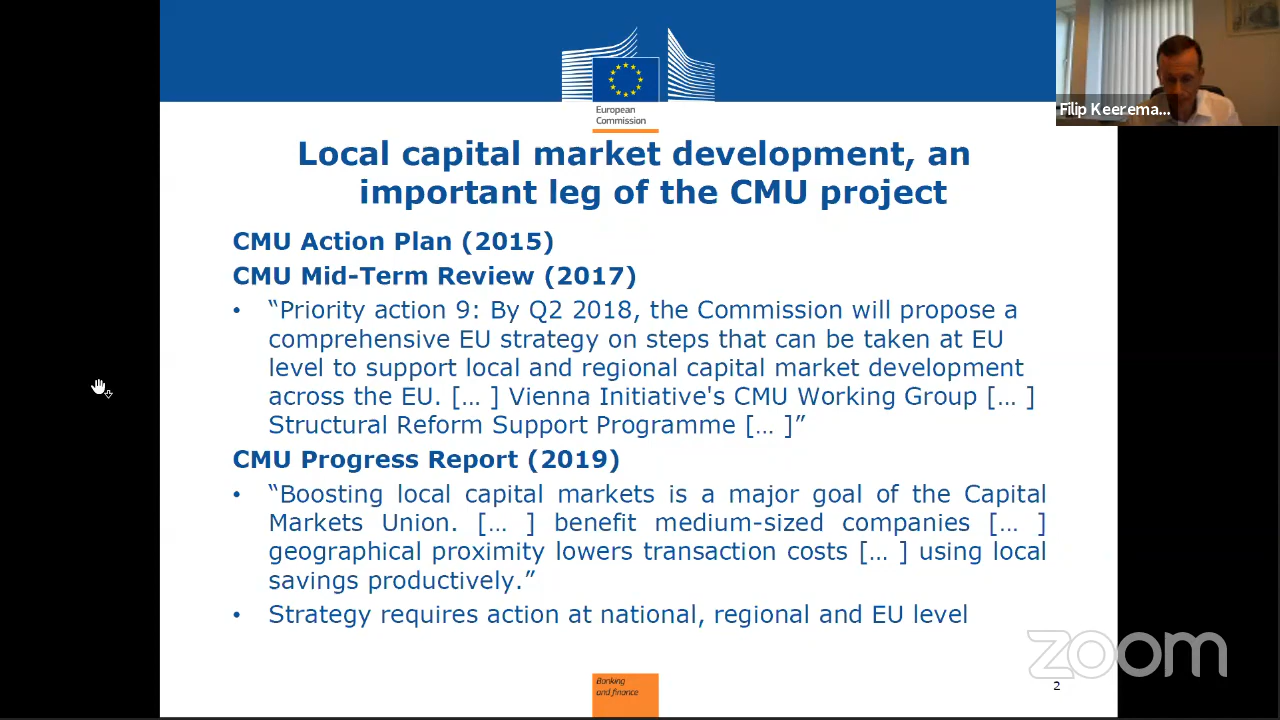 European
Commission
Filip Keerema...
Local capital market development, an
important leg of the CMU project
CMU Action Plan (2015)
CMU Mid-Term Review (2017)
• “Priority action 9: By Q2 2018, the Commission will propose a
comprehensive EU strategy on steps that can be taken at EU
level to support local and regional capital market development
across the EU. [… ] Vienna Initiative's CMU Working Group [… ]
Structural Reform Support Programme [… ]”
CMU Progress Report (2019)
• “Boosting local capital markets is a major goal of the Capital
Markets Union. [… ] benefit medium-sized companies [… ]
geographical proximity lowers transaction costs [… ] using local
savings productively.”
• Strategy requires action at national, regional and EU level
zoom
Banking
and finance
2